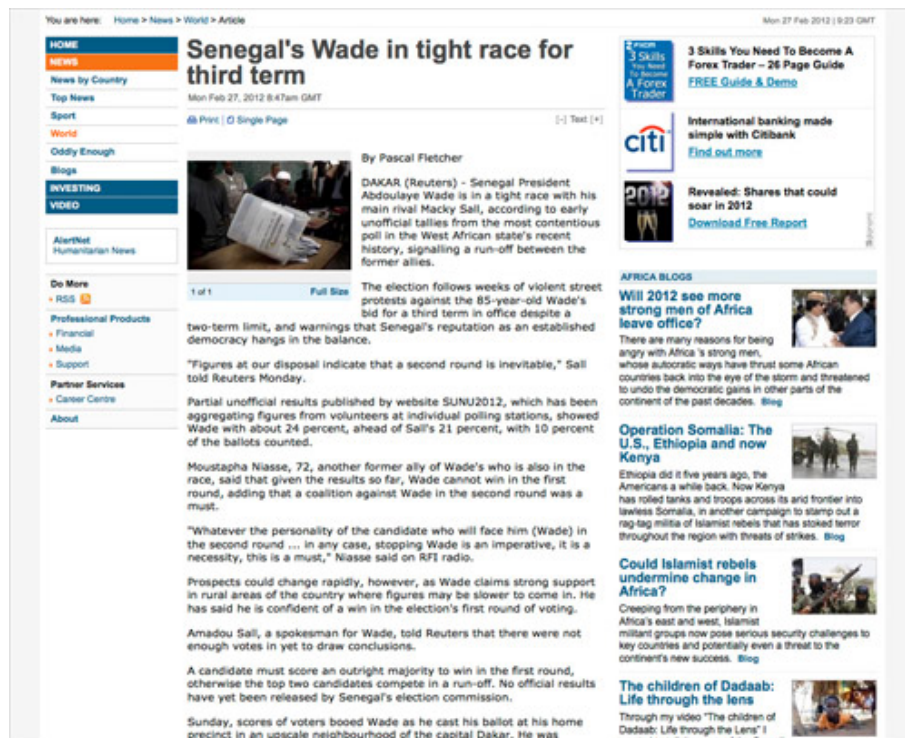 You are here: Home > News > World > Article
Mon 27 Feb 2012 | 9:23 GMT
HOME
NEWS
News by Country
Top News
Sport
World
Oddly Enough
Blogs
INVESTING
VIDEO
AlertNet
Humanitarian News
Do More
RSS
Professional Products
Financial
Media
Support
Partner Services
Career Centre
About
Senegal's Wade in tight race for
third term
Mon Feb 27, 2012 8:47am GMT
Print | Single Page
[-] Text [+]
1 of 1
Full Size
By Pascal Fletcher
DAKAR (Reuters) - Senegal President
Abdoulaye Wade is in a tight race with his
main rival Macky Sall, according to early
unofficial tallies from the most contentious
poll in the West African state's recent
history, signalling a run-off between the
former allies.
The election follows weeks of violent street
protests against the 85-year-old Wade's
bid for a third term in office despite a
two-term limit, and warnings that Senegal's reputation as an established
democracy hangs in the balance.
"Figures at our disposal indicate that a second round is inevitable," Sall
told Reuters Monday.
Partial unofficial results published by website SUNU2012, which has been
aggregating figures from volunteers at individual polling stations, showed
Wade with about 24 percent, ahead of Sall's 21 percent, with 10 percent
of the ballots counted.
Moustapha Niasse, 72, another former ally of Wade's who is also in the
race, said that given the results so far, Wade cannot win in the first
round, adding that a coalition against Wade in the second round was a
must.
"Whatever the personality of the candidate who will face him (Wade) in
the second round ... in any case, stopping Wade is an imperative, it is a
necessity, this is a must," Niasse said on RFI radio.
Prospects could change rapidly, however, as Wade claims strong support
in rural areas of the country where figures may be slower to come in. He
has said he is confident of a win in the election's first round of voting.
Amadou Sall, a spokesman for Wade, told Reuters that there were not
enough votes in yet to draw conclusions.
A candidate must score an outright majority to win in the first round,
otherwise the top two candidates compete in a run-off. No official results
have yet been released by Senegal's election commission.
Sunday, scores of voters booed Wade as he cast his ballot at his home
precinct in an upscale neighbourhood of the capital Dakar. He was
3 Skills
You Need
To Become
A Forex
Trader
3 Skills You Need To Become A
Forex Trader – 26 Page Guide
FREE Guide & Demo
citi
International banking made
simple with Citibank
Find out more
2012
Revealed: Shares that could
soar in 2012
Download Free Report
AFRICA BLOGS
Will 2012 see more
strong men of Africa
leave office?
There are many reasons for being
angry with Africa 's strong men,
whose autocratic ways have thrust some African
countries back into the eye of the storm and threatened
to undo the democratic gains in other parts of the
continent of the past decades. Blog
Operation Somalia: The
U.S., Ethiopia and now
Kenya
Ethiopia did it five years ago, the
Americans a while back. Now Kenya
has rolled tanks and troops across its arid frontier into
lawless Somalia, in another campaign to stamp out a
rag-tag militia of Islamist rebels that has stoked terror
throughout the region with threats of strikes. Blog
Could Islamist rebels
undermine change in
Africa?
Creeping from the periphery in
Africa's east and west, Islamist
militant groups now pose serious security challenges to
key countries and potentially even a threat to the
continent's new success. Blog
The children of Dadaab:
Life through the lens
Through my video "The children of
Dadaab: Life through the Lens" I